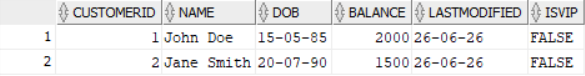 CUSTOMERID NAME DOB BALANCE LASTMODIFIED ISVIP
1 1 John Doe 15-05-85 2000 26-06-26 FALSE
2 2 Jane Smith 20-07-90 1500 26-06-26 FALSE